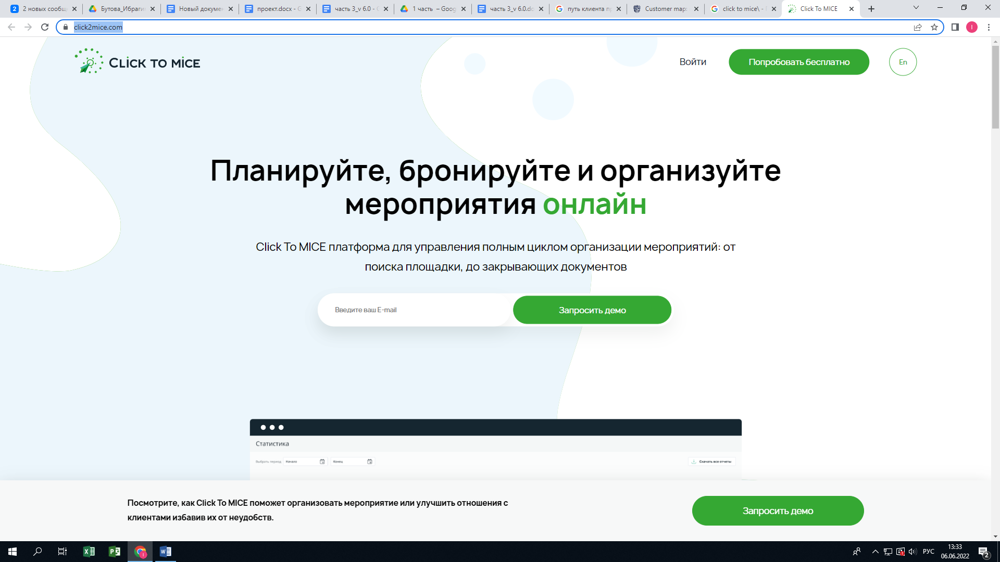 2 новых сообщ
Бутова_Ибраги
Новый докумен
проект.docx - G
часть 3_v 6.0 - G
1 часть – Goog
часть 3_v 6.0.do
путь клиента п
Customer map:
click to mice\ -
Click To MICE
click2mice.com
I
CLICK TO MICE
Войти
Попробовать бесплатно
En
Планируйте, бронируйте и организуйте
мероприятия онлайн
Click To MICE платформа для управления полным циклом организации мероприятий: от
поиска площадки, до закрывающих документов
Введите ваш E-mail
Запросить демо
Статистика
Выбрать период
Начало
Конец
Скачать все отчеты
Посмотрите, как Click To MICE поможет организовать мероприятие или улучшить отношения с
клиентами избавив их от неудобств.
Запросить демо
РУС
13:33
06.06.2022
2